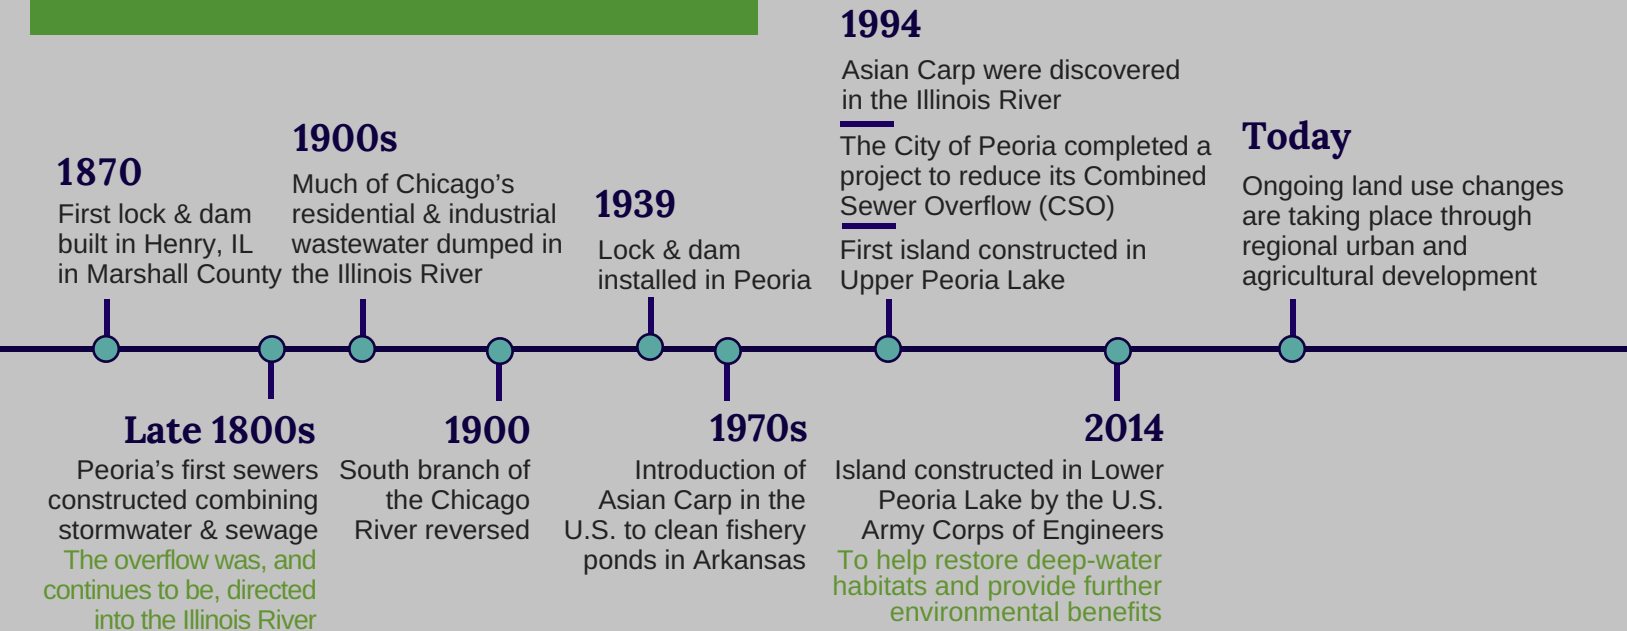 1870
First lock & dam
built in Henry, IL
in Marshall County
Late 1800s
Peoria’s first sewers
constructed combining
stormwater & sewage
The overflow was, and
continues to be, directed
into the Illinois River
1900s
Much of Chicago’s
residential & industrial
wastewater dumped in
the Illinois River
1900
South branch of
the Chicago
River reversed
1939
Lock & dam
installed in Peoria
1970s
Introduction of
Asian Carp in the
U.S. to clean fishery
ponds in Arkansas
1994
Asian Carp were discovered
in the Illinois River
The City of Peoria completed a
project to reduce its Combined
Sewer Overflow (CSO)
First island constructed in
Upper Peoria Lake
2014
Island constructed in Lower
Peoria Lake by the U.S.
Army Corps of Engineers
To help restore deep-water
habitats and provide further
environmental benefits
Today
Ongoing land use changes
are taking place through
regional urban and
agricultural development